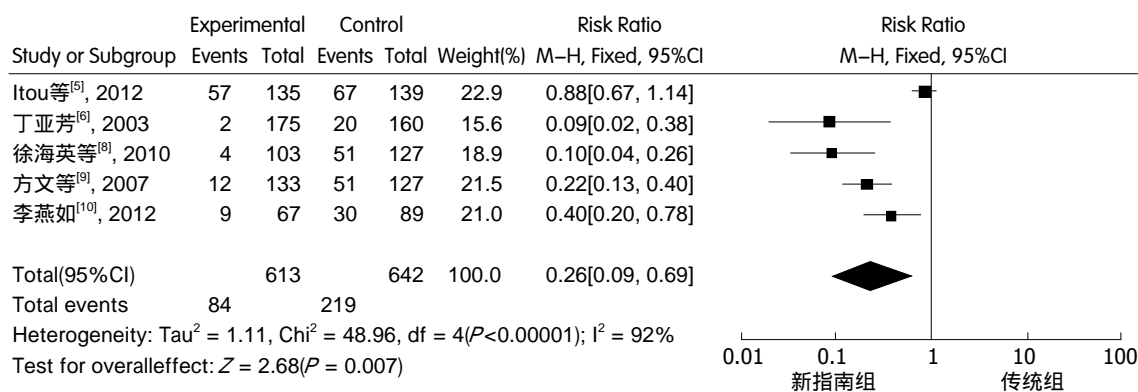 Experimental Control Risk Ratio Risk Ratio
Study or Subgroup Events Total Events Total Weight(%) M–H, Fixed, 95%CI M–H, Fixed, 95%CI
Itou等[5], 2012 57 135 67 139 22.9 0.88[0.67, 1.14]
丁亚芳[6], 2003 2 175 20 160 15.6 0.09[0.02, 0.38]
徐海英等[8], 2010 4 103 51 127 18.9 0.10[0.04, 0.26]
方文等[9], 2007 12 133 51 127 21.5 0.22[0.13, 0.40]
李燕如[10], 2012 9 67 30 89 21.0 0.40[0.20, 0.78]
Total(95%CI) 613 642 100.0 0.26[0.09, 0.69]
Total events 84 219
Heterogeneity: Tau2 = 1.11, Chi2 = 48.96, df = 4(P<0.00001); I2 = 92%
Test for overalleffect: Z = 2.68(P = 0.007)
0.01 0.1 1 10 100
新指南组 传统组